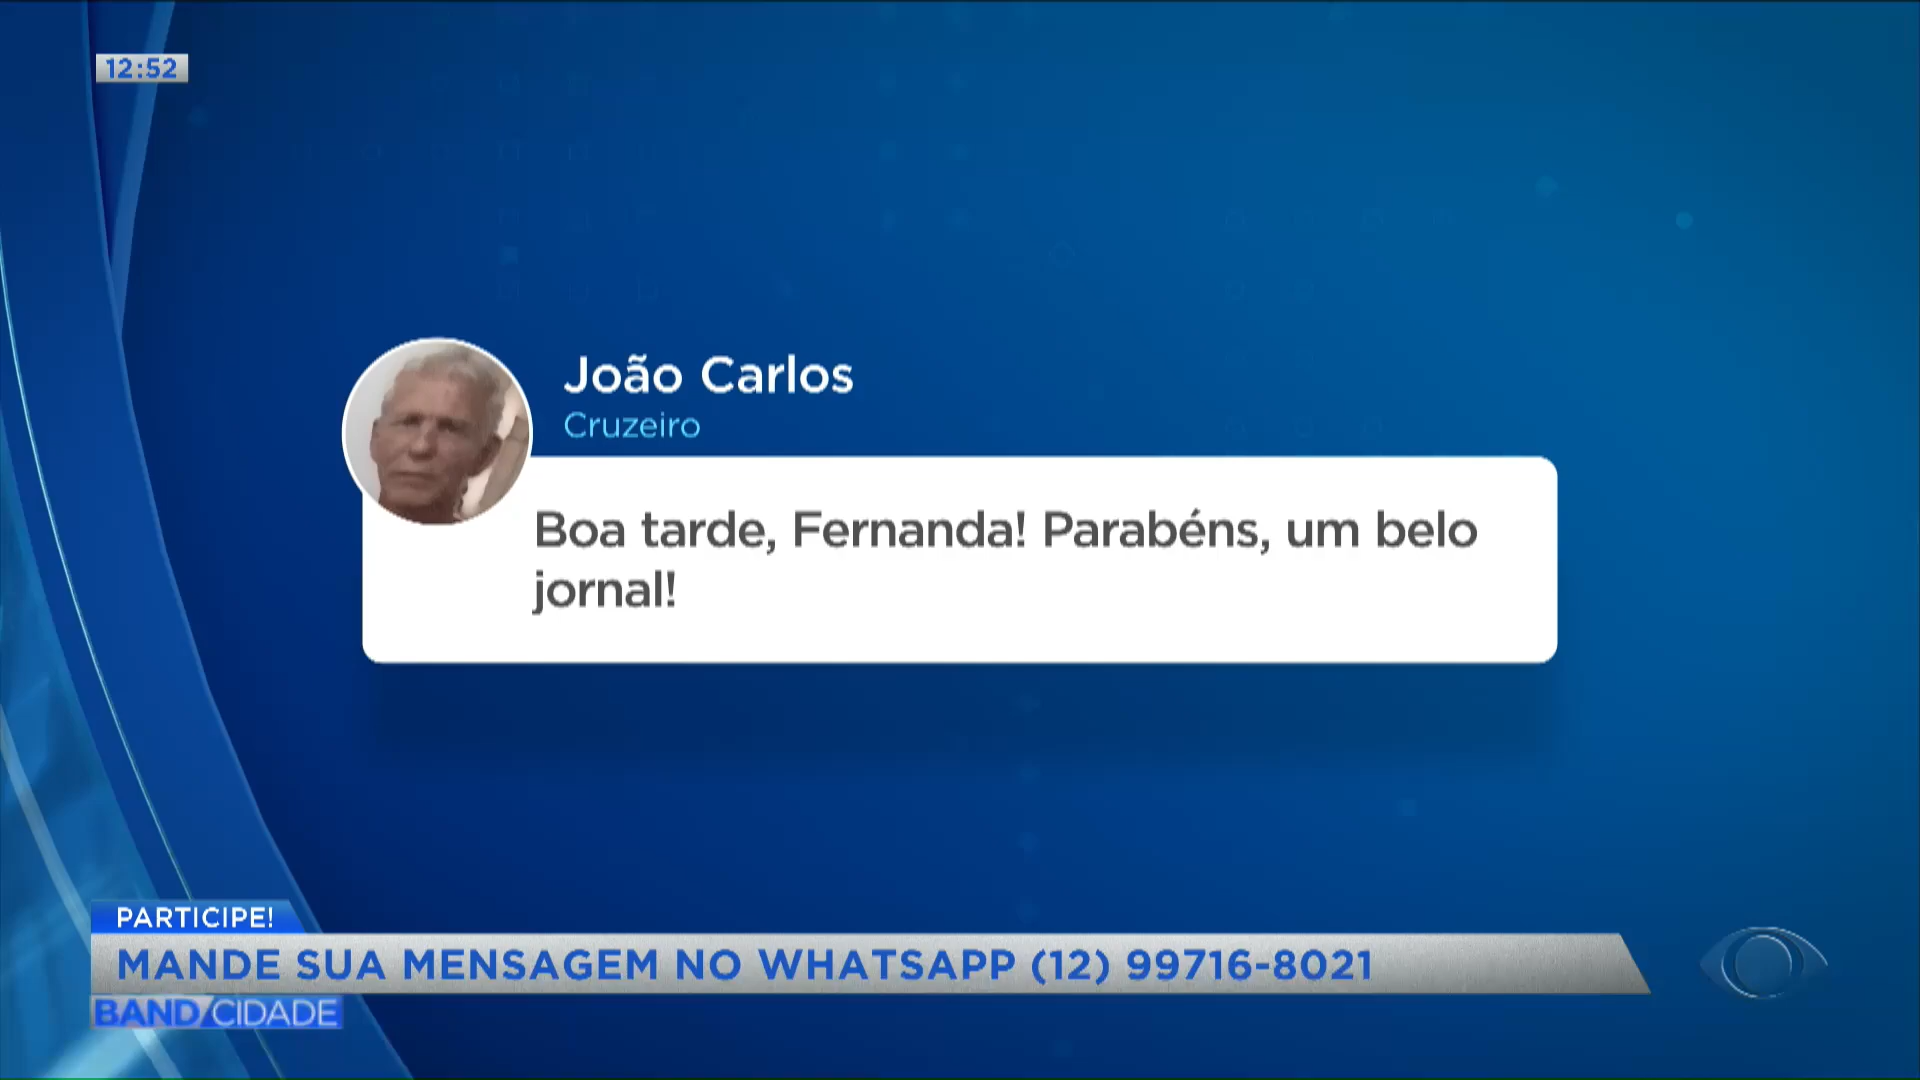 12:52
João Carlos
Cruzeiro
Boa tarde, Fernanda! Parabéns, um belo
jornal!
PARTICIPE!
MANDE SUA MENSAGEM NO WHATSAPP (12) 99716-8021
BAND/CIDADE